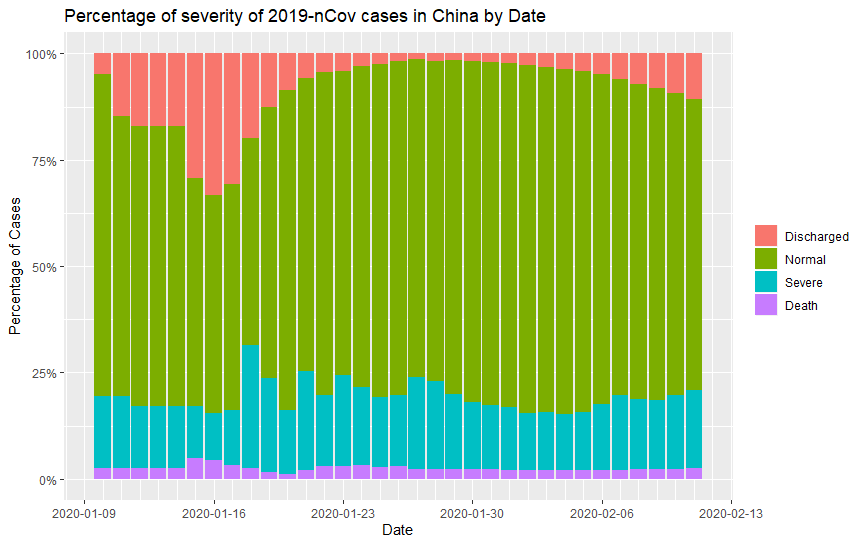 Percentage of severity of 2019-nCov cases in China by Date
100%
75%
50%
25%
0%
Percentage of Cases
2020-01-09 2020-01-16 2020-01-23 2020-01-30 2020-02-06 2020-02-13
Date
Discharged
Normal
Severe
Death